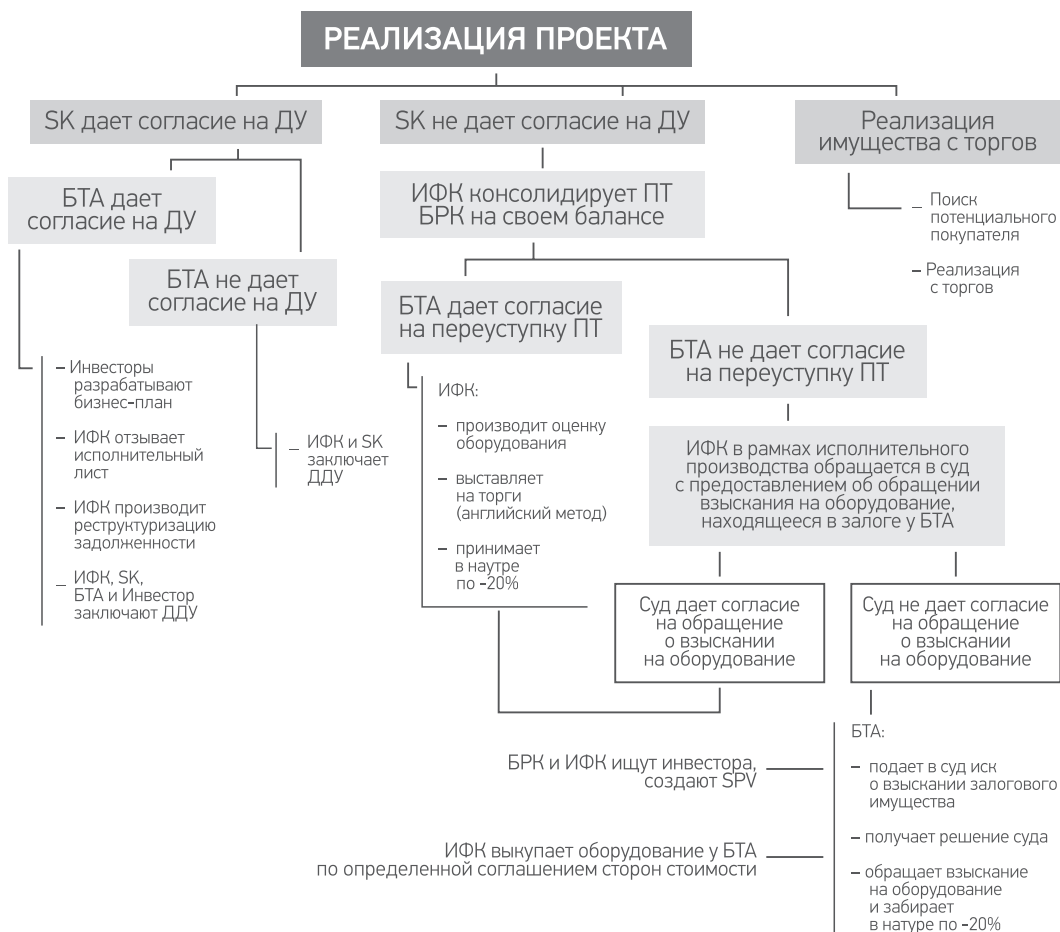 РЕАЛИЗАЦИЯ ПРОЕКТА
SK дает согласие на ДУ
БТА дает
согласие на ДУ
– Инвесторы
разрабатывают
бизнес-план
– ИФК отзывает
исполнительный
лист
– ИФК производит
реструктуризацию
задолженности
– ИФК, SK,
БТА и Инвестор
заключают ДДУ
БТА не дает
согласие на ДУ
– ИФК и SK
заключает
ДДУ
SK не дает согласие на ДУ
ИФК консолидирует ПТ
БРК на своем балансе
БТА дает согласие
на переуступку ПТ
ИФК:
– производит оценку
оборудования
– выставляет
на торги
(английский метод)
– принимает
в наутре
по -20%
БТА не дает согласие
на переуступку ПТ
ИФК в рамках исполнительного
производства обращается в суд
с предоставлением об обращении
взыскания на оборудование,
находящееся в залоге у БТА
Суд дает согласие
на обращение
о взыскании
на оборудование
Суд не дает согласие
на обращение
о взыскании
на оборудование
БТА:
– подает в суд иск
о взыскании залогового
имущества
– получает решение суда
– обращает взыскание
на оборудование
и забирает
в натуре по -20%
БРК и ИФК ищут инвестора,
создают SPV
ИФК выкупает оборудование у БТА
по определенной соглашением сторон стоимости
Реализация
имущества с торгов
– Поиск
потенциального
покупателя
– Реализация
с торгов